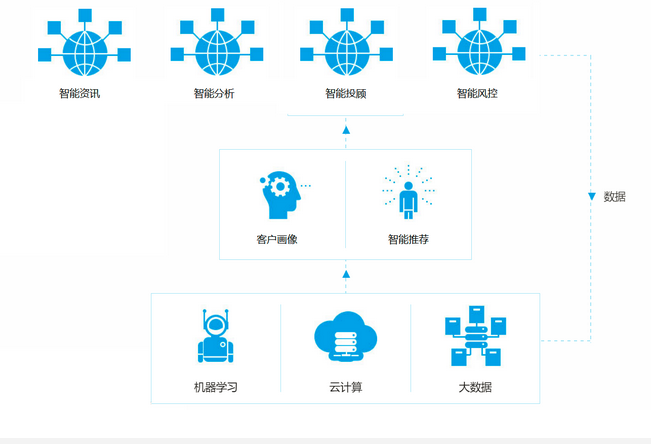 智能资讯
智能分析
智能投顾
智能风控
数据
客户画像
智能推荐
机器学习
云计算
大数据